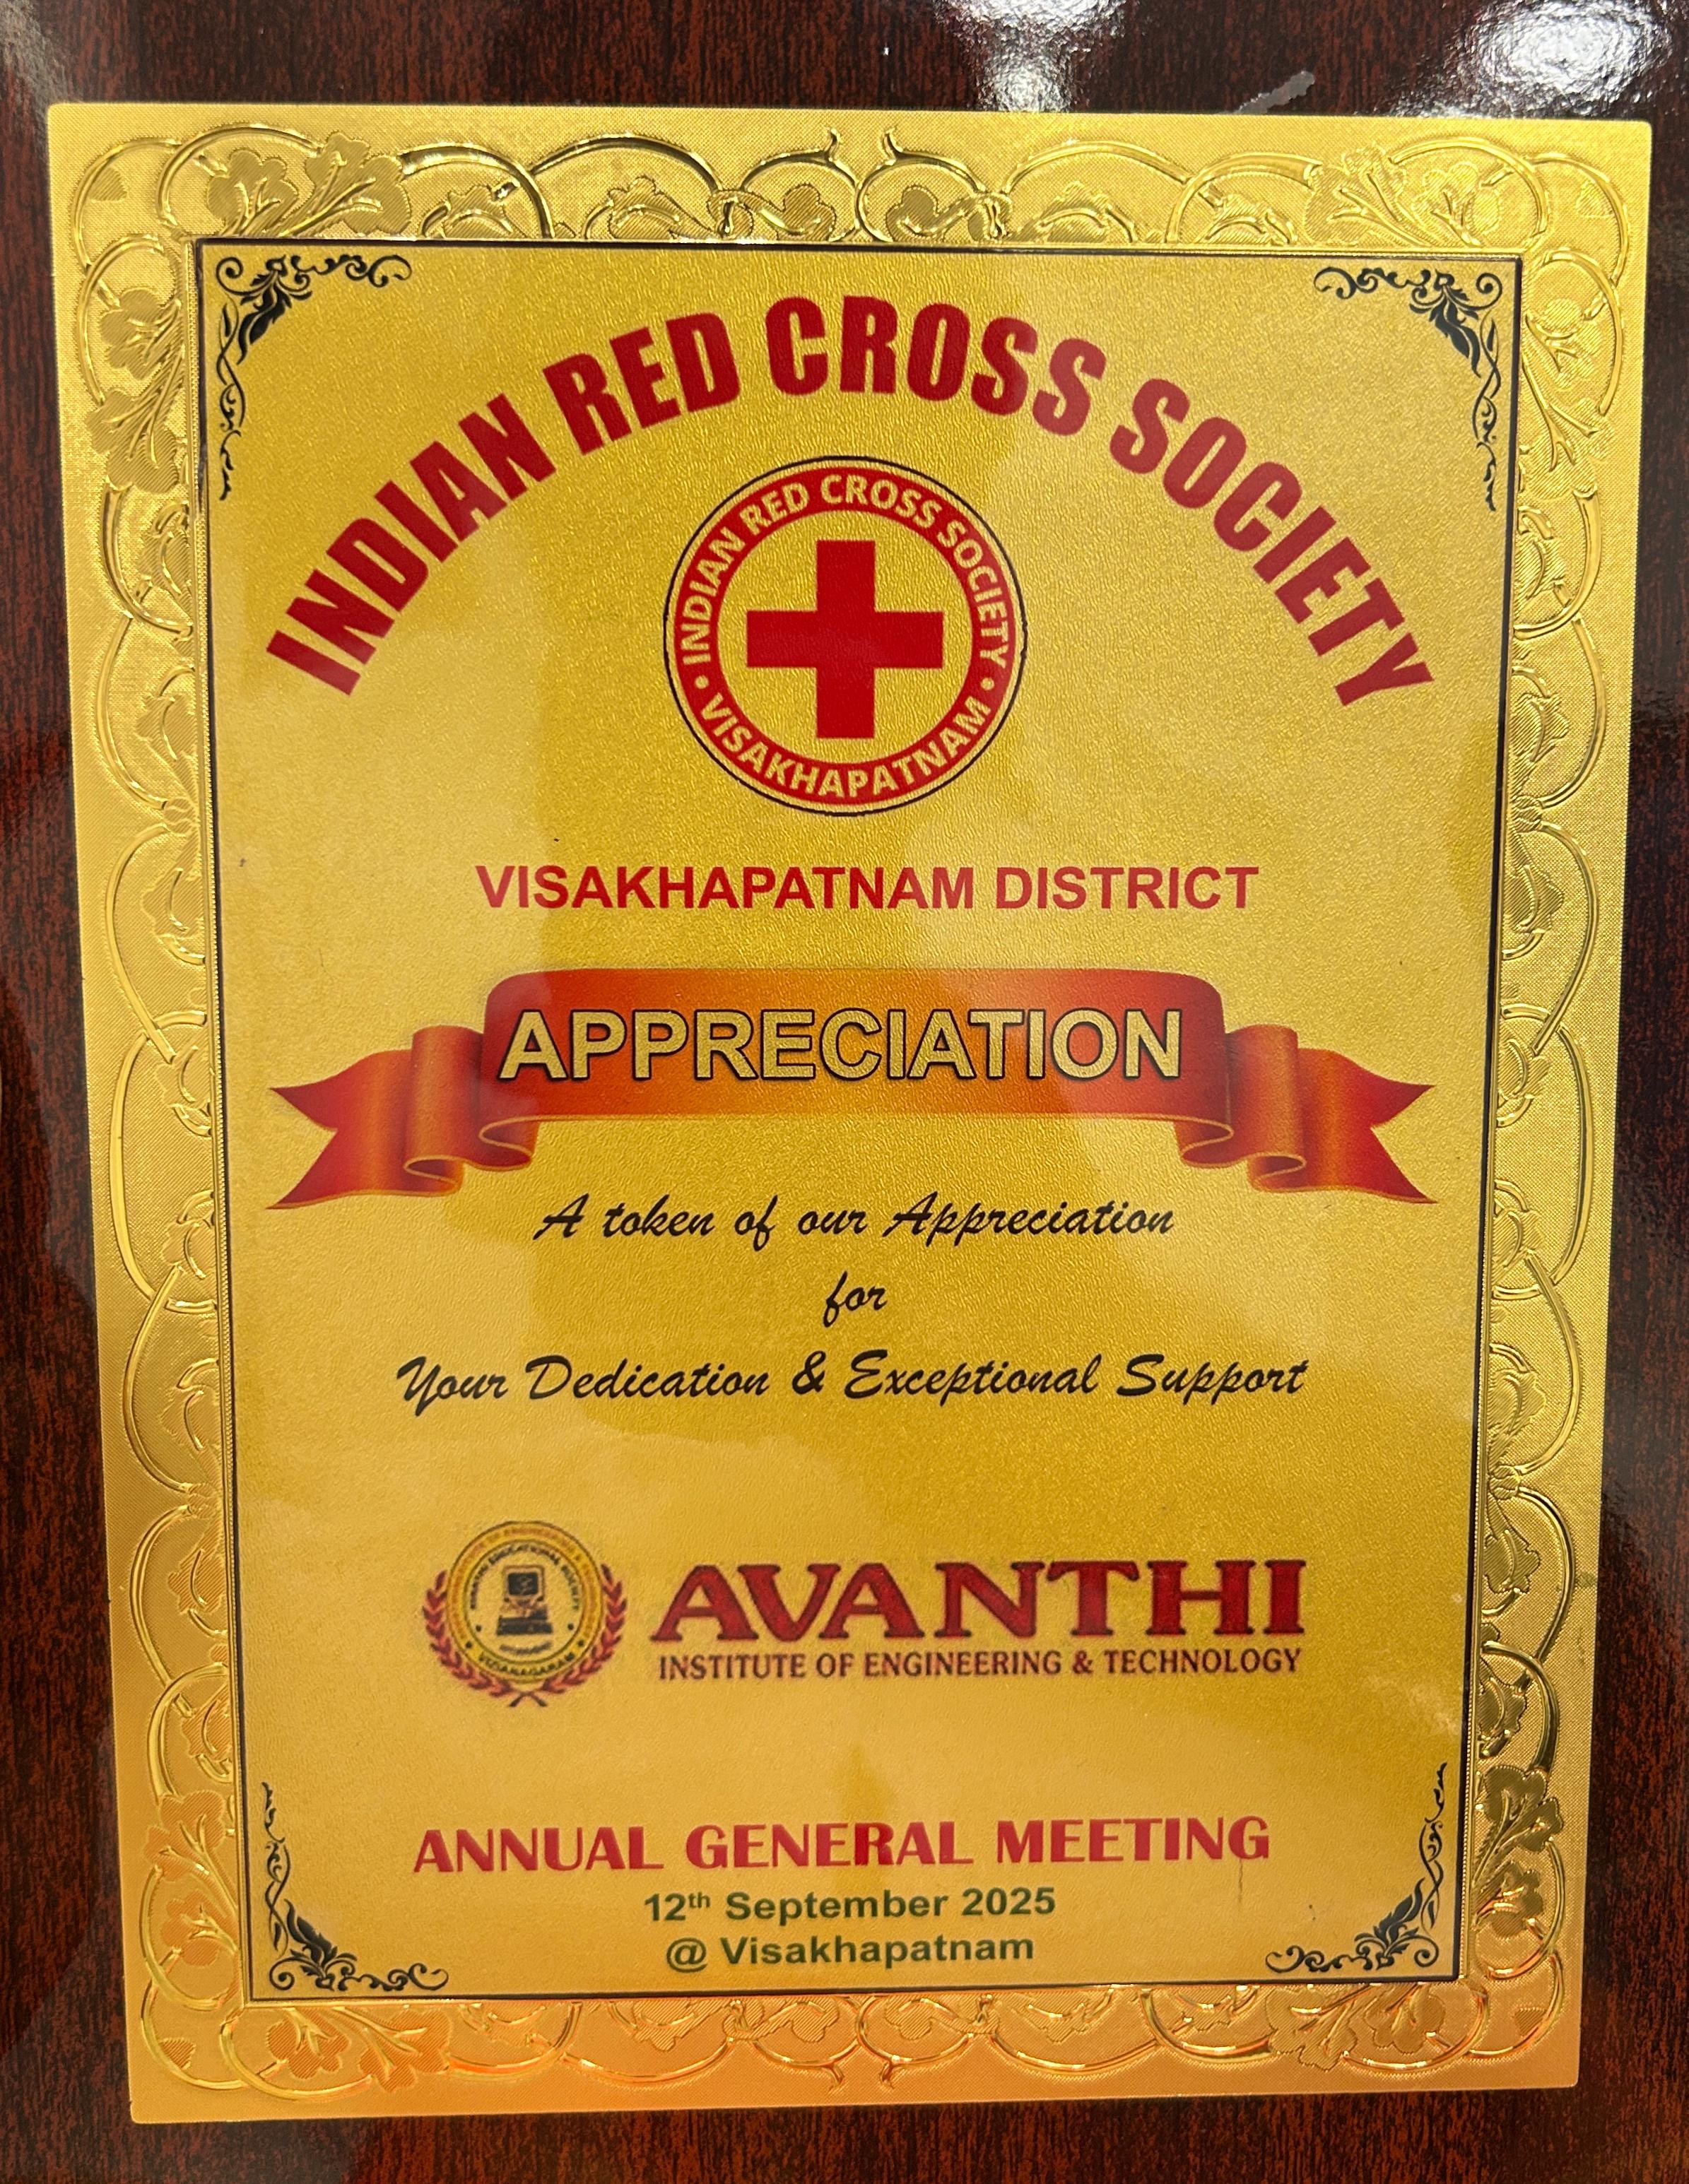 INDIAN RED CROSS SOCIETY
INDIAN RED CROSS SOCIETY
• VISAKHAPATNAM •
VISAKHAPATNAM DISTRICT
APPRECIATION
A token of our Appreciation
for
Your Dedication & Exceptional Support
VIZIANAGARAM
AVANTHI
INSTITUTE OF ENGINEERING & TECHNOLOGY
ANNUAL GENERAL MEETING
12th September 2025
@ Visakhapatnam